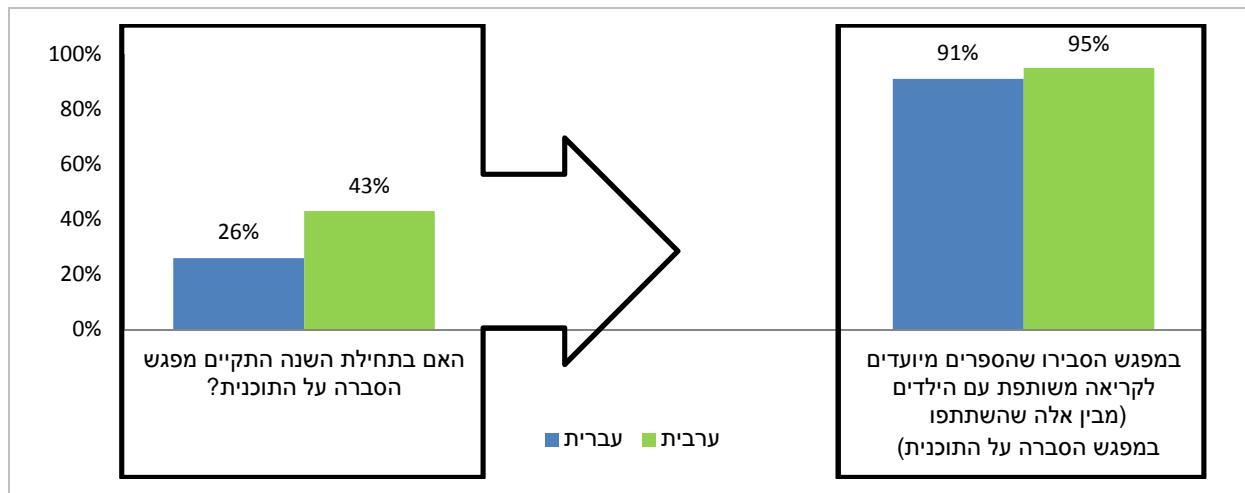 100%
80%
60%
40%
20%
0%
26%
43%
91%
95%
האם בתחילת השנה התקיים מפגש
הסברה על התוכנית?
במפגש הסבירו שהספרים מיועדים
לקריאה משותפת עם הילדים
(מבין אלה שהשתתפו
במפגש הסברה על התוכנית)
עברית
ערבית